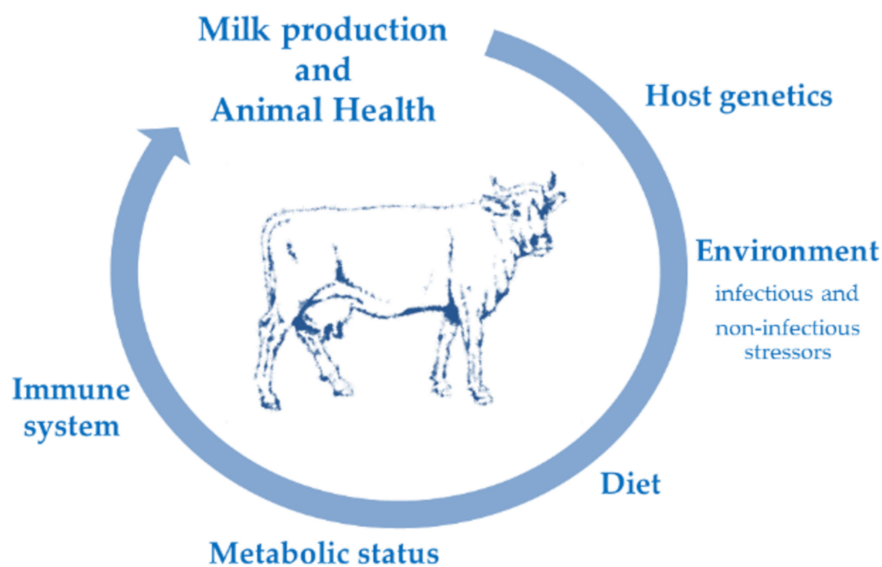 Milk production
and
Animal Health
Host genetics
Environment
infectious and
non-infectious
stressors
Diet
Metabolic status
Immune
system